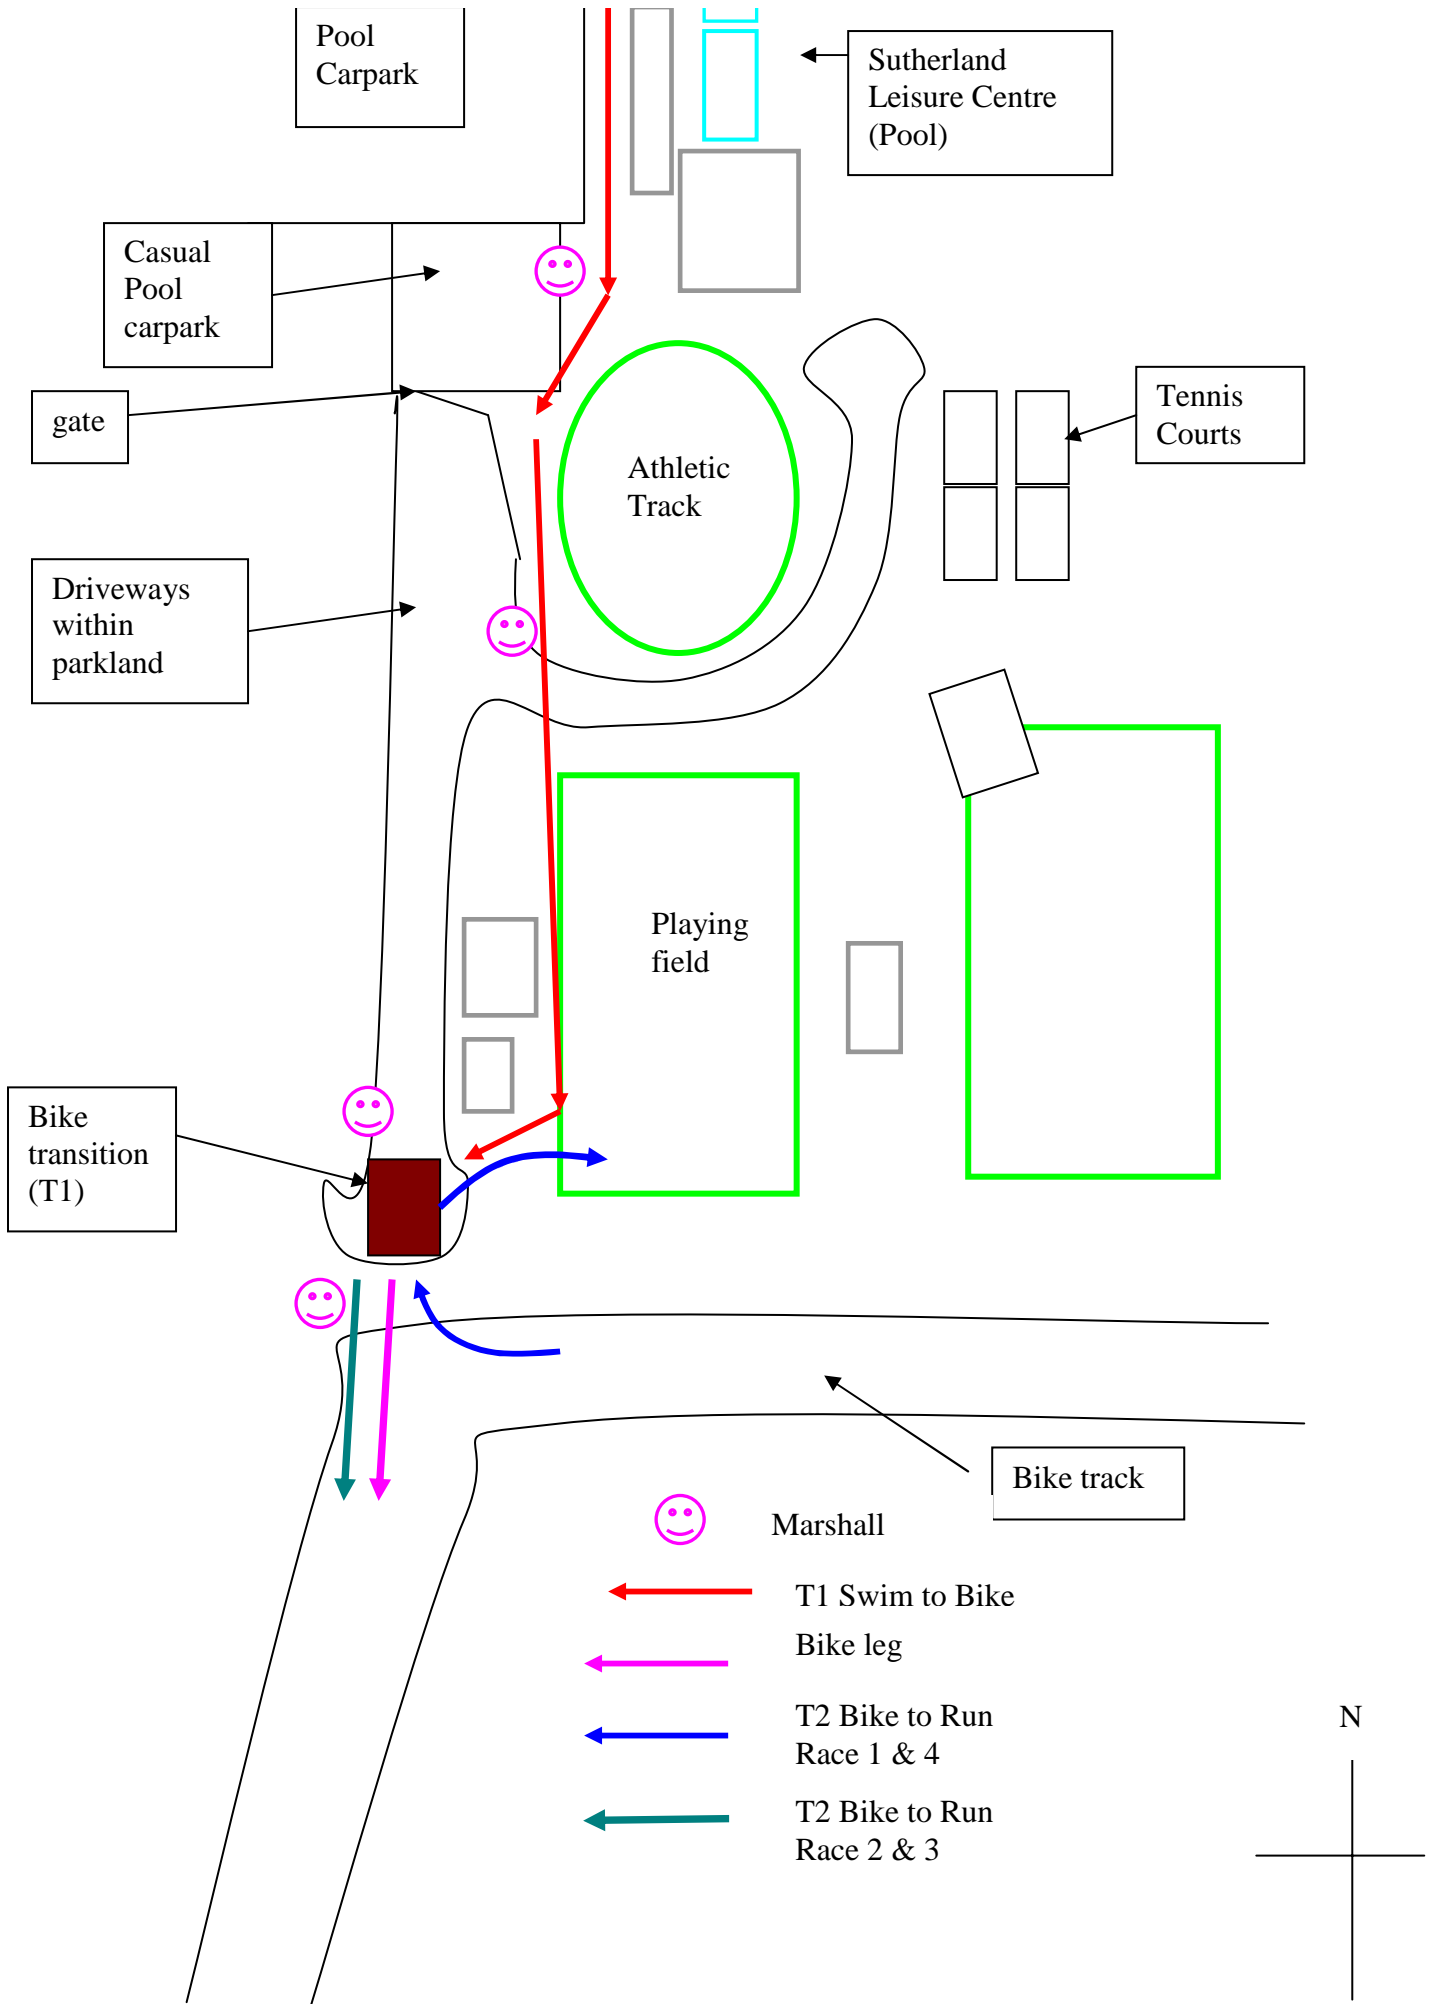 Pool
Carpark
Sutherland
Leisure Centre
(Pool)
Casual
Pool
carpark
gate
Tennis
Courts
Athletic
Track
Driveways
within
parkland
Playing
field
Bike
transition
(T1)
Bike track
Marshall
T1 Swim to Bike
Bike leg
T2 Bike to Run
Race 1 & 4
T2 Bike to Run
Race 2 & 3
N